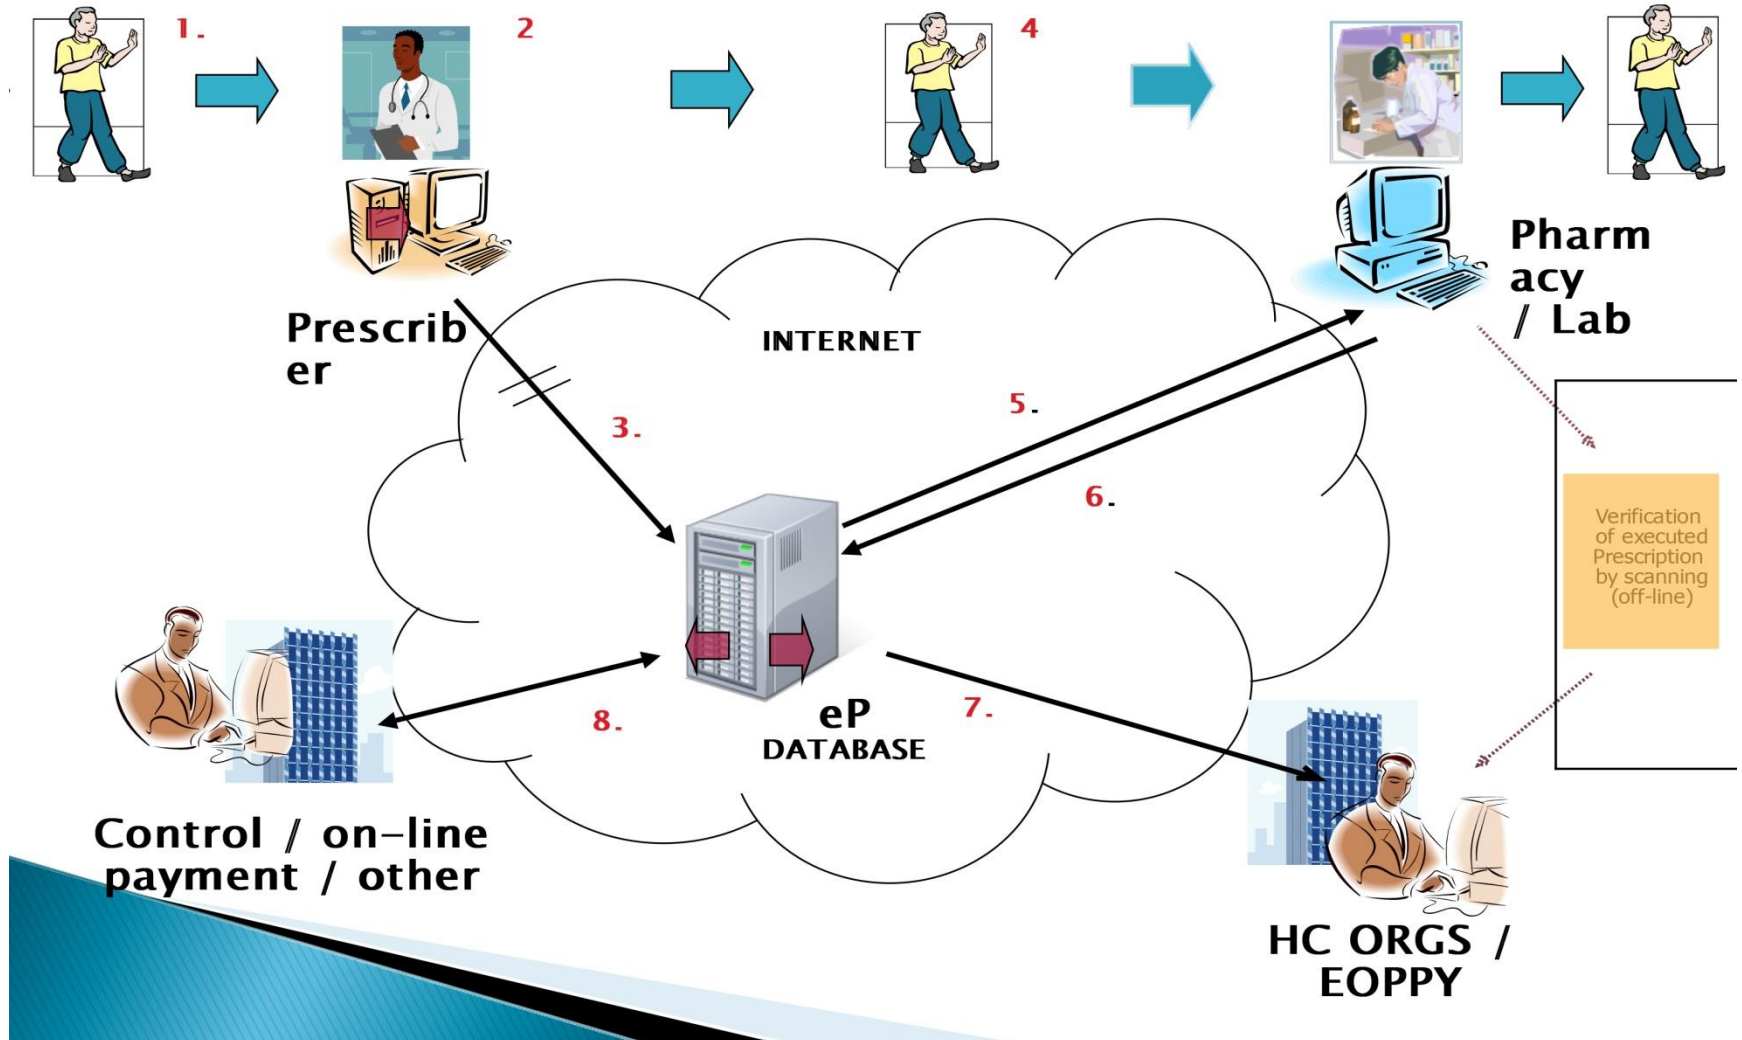 1.
2
4
Prescrib
er
INTERNET
Pharm
acy
/ Lab
3.
5.
6.
Verification
of executed
Prescription
by scanning
(off-line)
eP
DATABASE
7.
8.
Control / on-line
payment / other
HC ORGS /
EOPPY